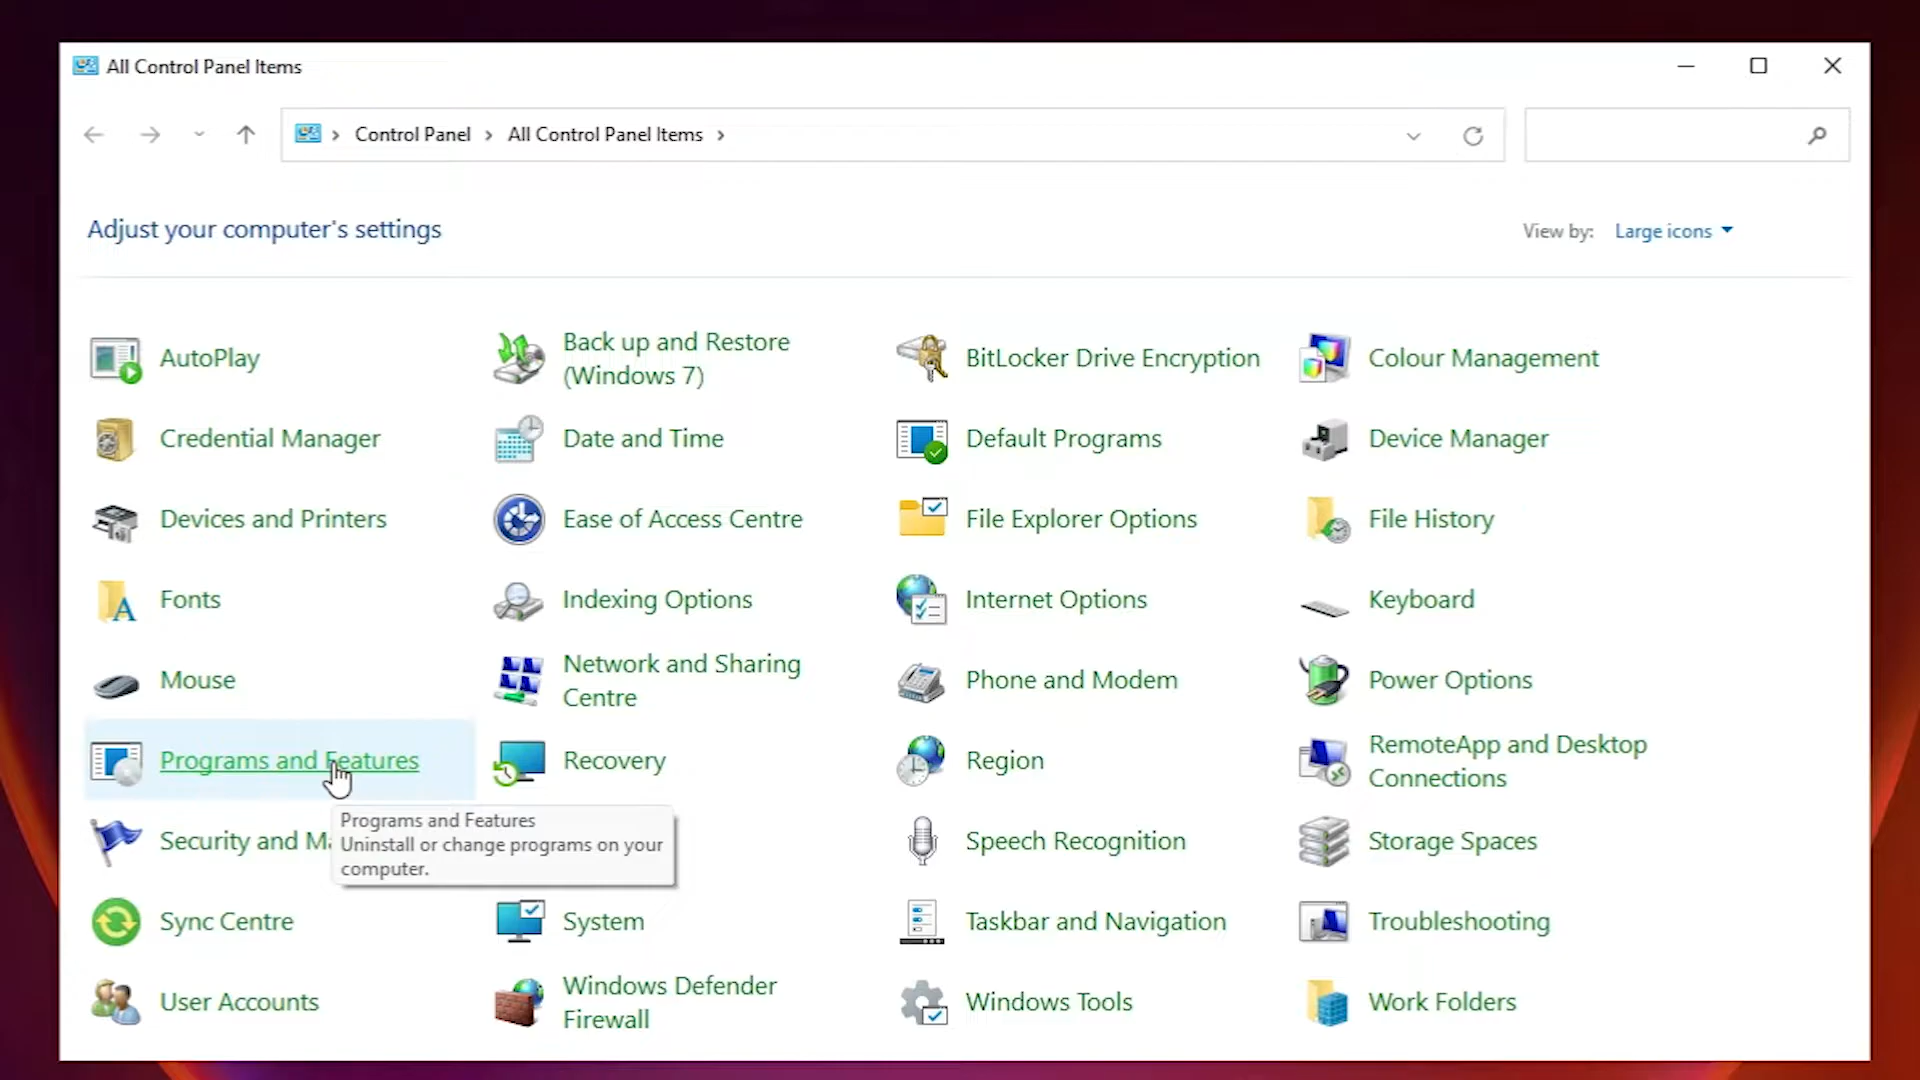 All Control Panel Items
Control Panel
All Control Panel Items
Adjust your computer's settings
View by:
Large icons
AutoPlay
Back up and Restore
(Windows 7)
BitLocker Drive Encryption
Colour Management
Credential Manager
Date and Time
Default Programs
Device Manager
Devices and Printers
Ease of Access Centre
File Explorer Options
File History
Fonts
Indexing Options
Internet Options
Keyboard
Mouse
Network and Sharing
Centre
Phone and Modem
Power Options
Programs and Features
Recovery
Region
RemoteApp and Desktop
Connections
Security and
Programs and Features
Uninstall or change programs on your
computer.
Speech Recognition
Storage Spaces
Sync Centre
System
Taskbar and Navigation
Troubleshooting
User Accounts
Windows Defender
Firewall
Windows Tools
Work Folders